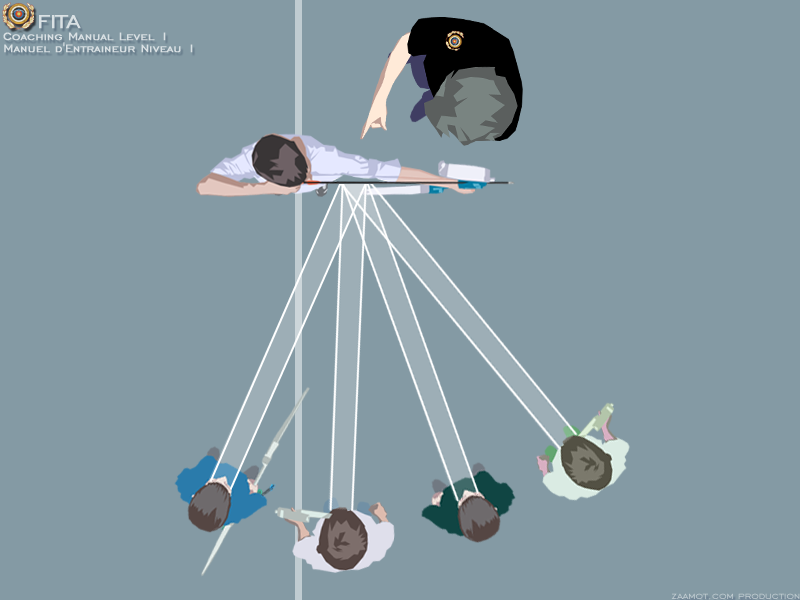 FITA
Coaching Manual Level 1
Manuel d'Entraineur Niveau 1
ZAAMOT.COM PRODUCTION